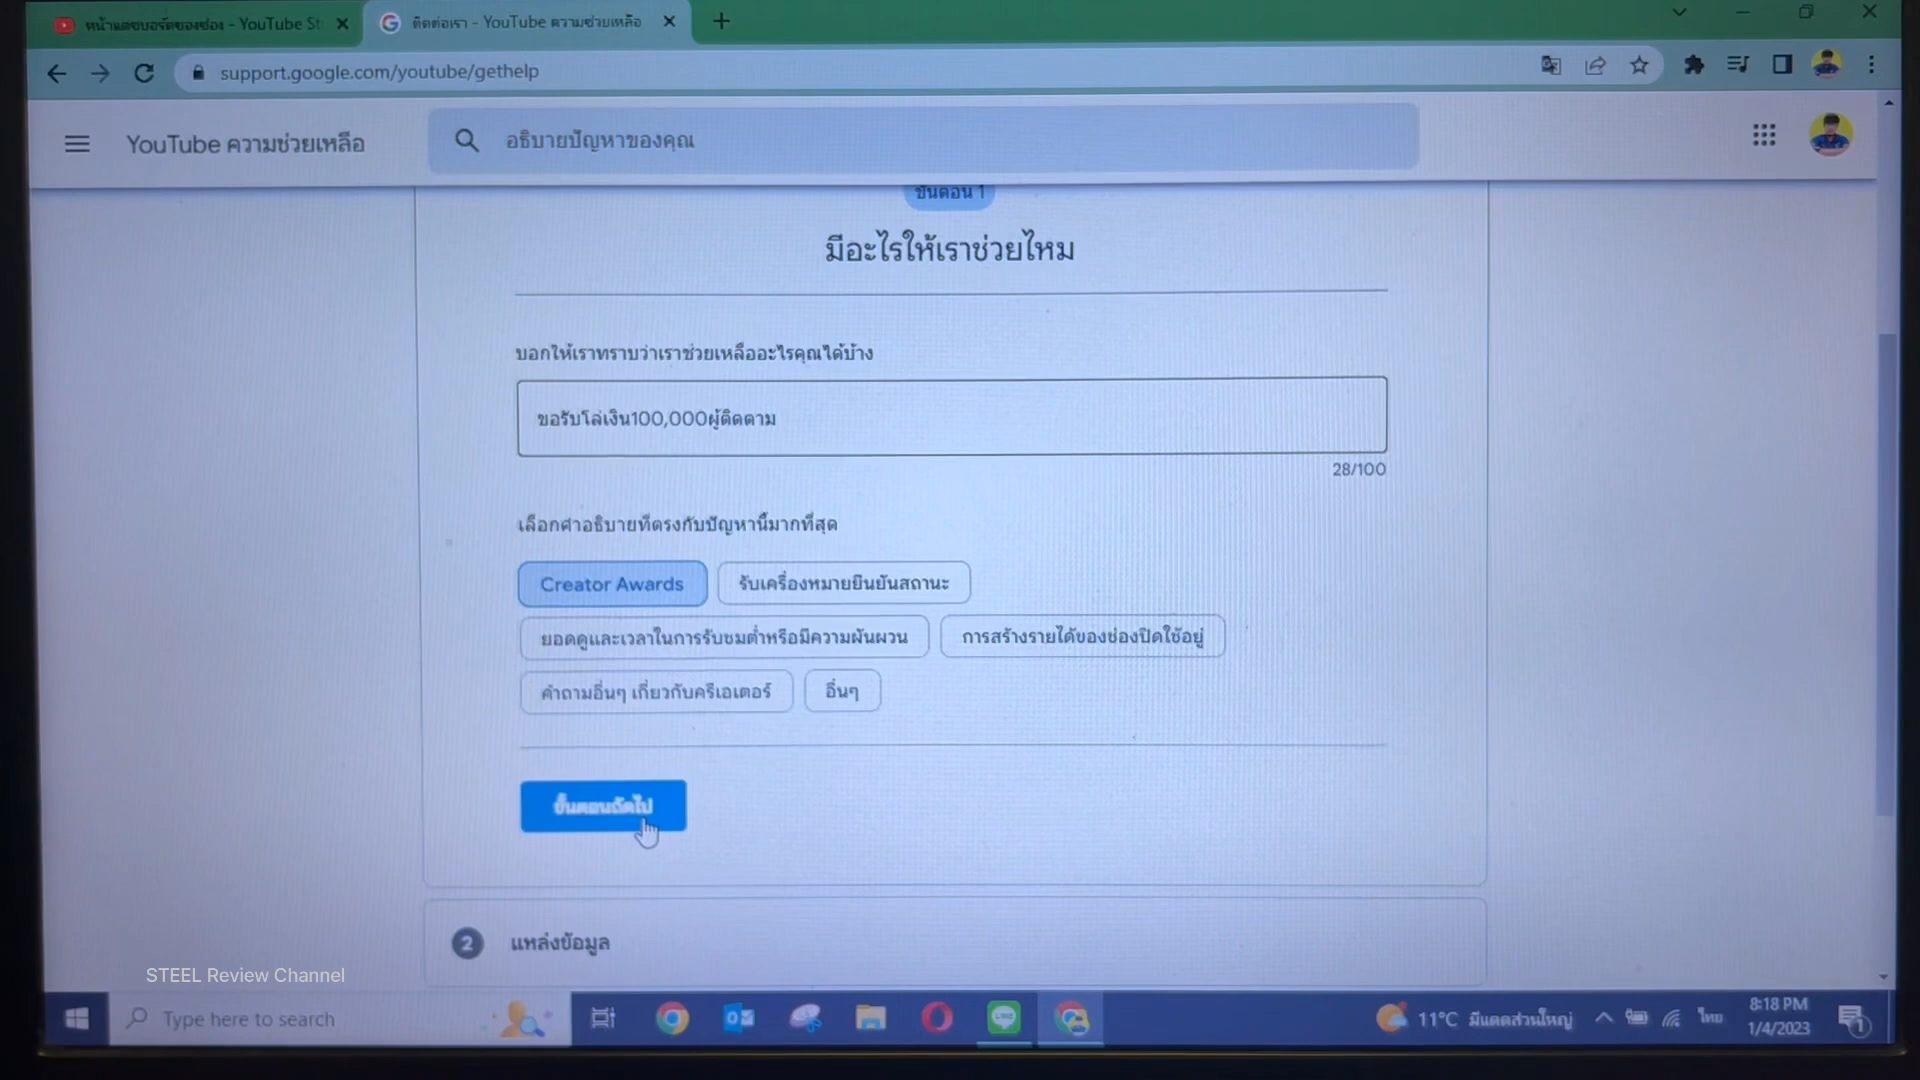 หน้าแดชบอร์ดของช่อง - YouTube St
ติดต่อเรา - YouTube ความช่วยเหลือ
support.google.com/youtube/gethelp
YouTube ความช่วยเหลือ
อธิบายปัญหาของคุณ
ขั้นตอน 1
มีอะไรให้เราช่วยไหม
บอกให้เราทราบว่าเราช่วยเหลืออะไรคุณได้บ้าง
ขอรับโล่เงิน100,000ผู้ติดตาม
28/100
เลือกคำอธิบายที่ตรงกับปัญหานี้มากที่สุด
Creator Awards
รับเครื่องหมายยืนยันสถานะ
ยอดดูและเวลาในการรับชมต่ำหรือมีความผันผวน
การสร้างรายได้ของช่องปิดใช้อยู่
คำถามอื่นๆ เกี่ยวกับครีเอเตอร์
อื่นๆ
ขั้นตอนถัดไป
2
แหล่งข้อมูล
STEEL Review Channel
Type here to search
LINE
11°C มีแดดส่วนใหญ่
ไทย
8:18 PM
1/4/2023
1